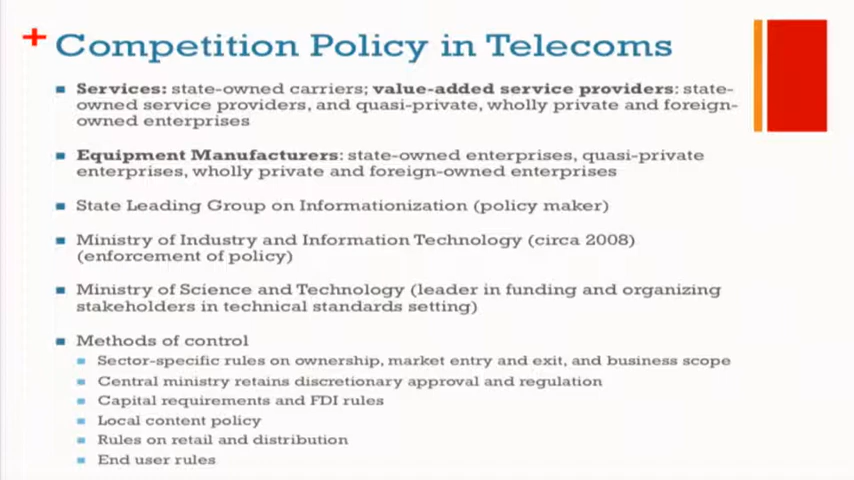 + Competition Policy in Telecoms
Services: state-owned carriers; value-added service providers: state-
owned service providers, and quasi-private, wholly private and foreign-
owned enterprises
Equipment Manufacturers: state-owned enterprises, quasi-private
enterprises, wholly private and foreign-owned enterprises
State Leading Group on Informationization (policy maker)
Ministry of Industry and Information Technology (circa 2008)
(enforcement of policy)
Ministry of Science and Technology (leader in funding and organizing
stakeholders in technical standards setting)
Methods of control
Sector-specific rules on ownership, market entry and exit, and business scope
Central ministry retains discretionary approval and regulation
Capital requirements and FDI rules
Local content policy
Rules on retail and distribution
End user rules